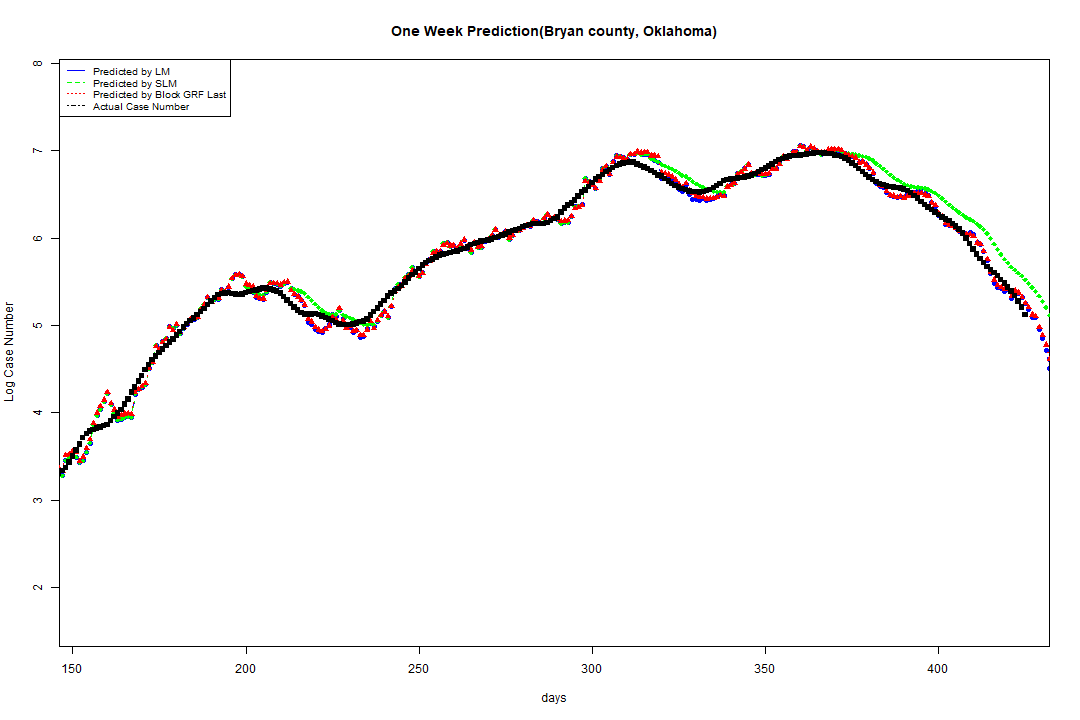 One Week Prediction(Bryan county, Oklahoma)
Predicted by LM
Predicted by SLM
Predicted by Block GRF Last
Actual Case Number
Log Case Number
8
7
6
5
4
3
2
150 200 250 300 350 400
days